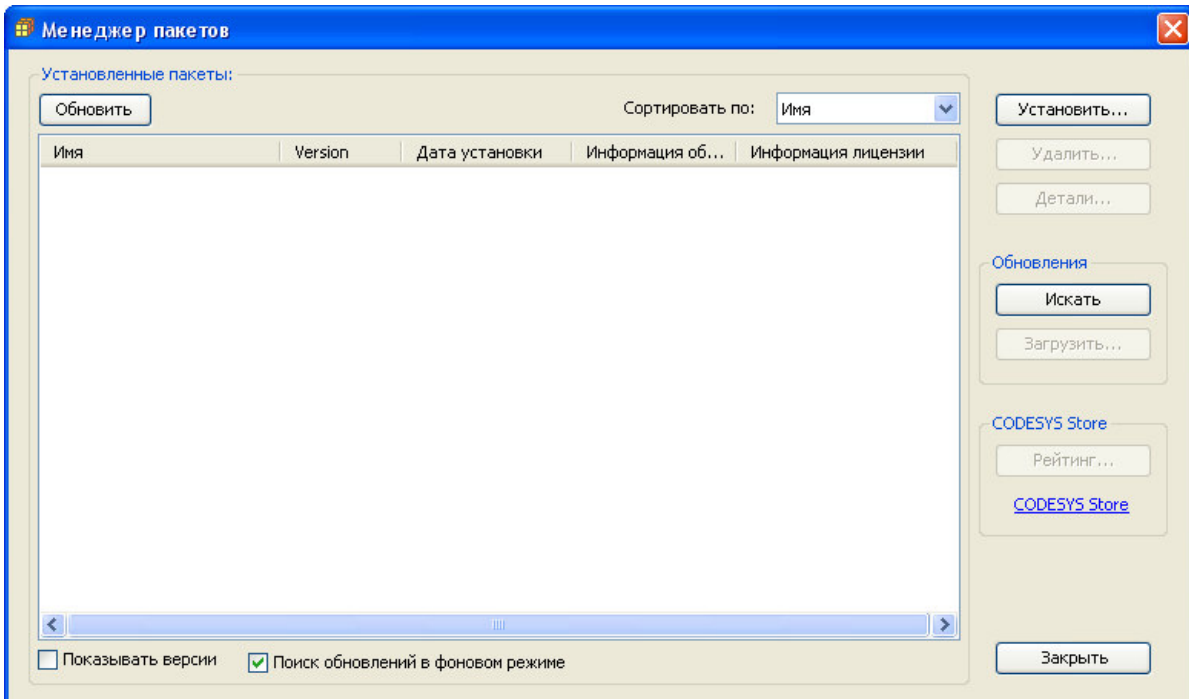 Менеджер пакетов
Установленные пакеты:
Обновить
Сортировать по:
Имя
Установить...
Имя
Version
Дата установки
Информация об...
Информация лицензии
Удалить...
Детали...
Обновления
Искать
Загрузить...
CODESYS Store
Рейтинг...
CODESYS Store
Показывать версии
Поиск обновлений в фоновом режиме
Закрыть